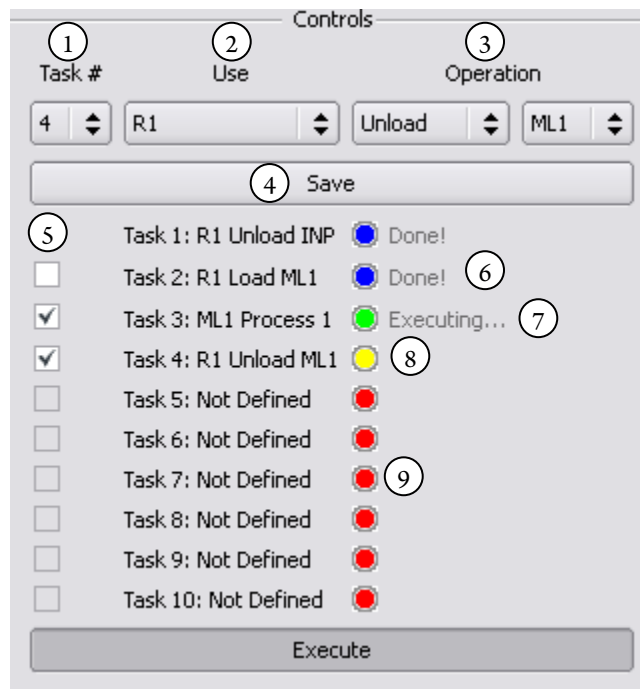 Controls
1 2 3
Task # Use Operation
4 R1 Unload ML1
4 Save
5 Task 1: R1 Unload INP Done!
Task 2: R1 Load ML1 Done! 6
Task 3: ML1 Process 1 Executing... 7
Task 4: R1 Unload ML1 8
Task 5: Not Defined
Task 6: Not Defined
Task 7: Not Defined 9
Task 8: Not Defined
Task 9: Not Defined
Task 10: Not Defined
Execute